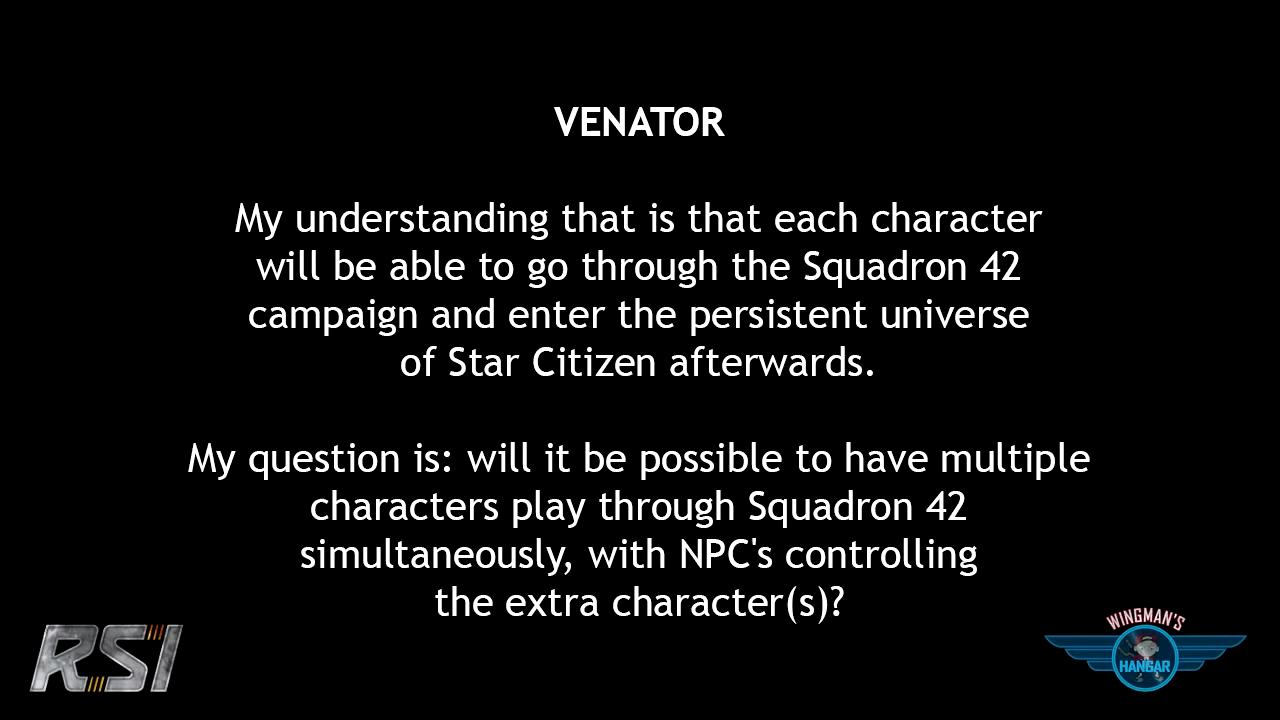 VENATOR
My understanding that is that each character
will be able to go through the Squadron 42
campaign and enter the persistent universe
of Star Citizen afterwards.
My question is: will it be possible to have multiple
characters play through Squadron 42
simultaneously, with NPC's controlling
the extra character(s)?
RSI
WINGMAN'S
HANGAR